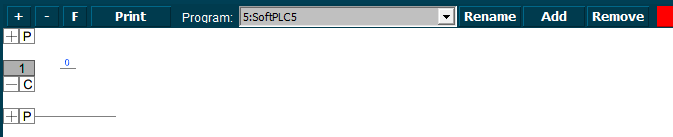 + - F Print Program: 5:SoftPLC5 Rename Add Remove
+ P
0
1
- C
+ P